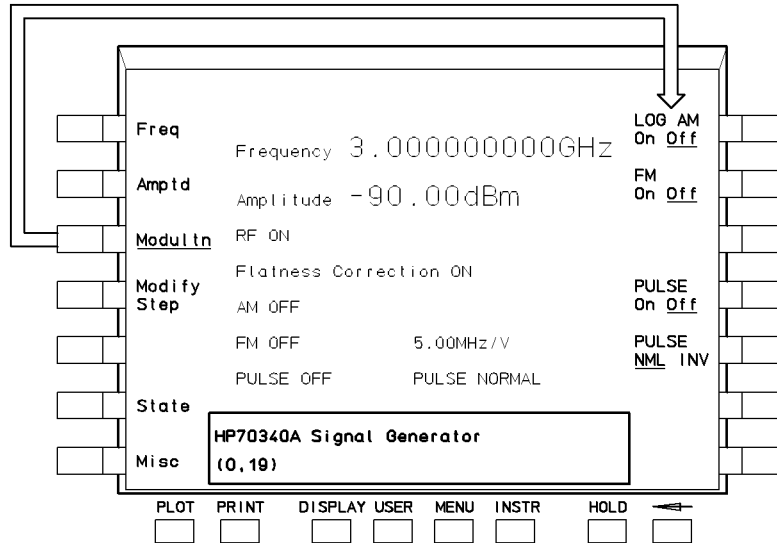 LOG AM
On Off
Freq
Frequency 3.000000000GHz
FM
On Off
Amptd
Amplitude -90.00dBm
Modultn
RF ON
Flatness Correction ON
Modify
Step
PULSE
On Off
AM OFF
FM OFF 5.00MHz/V
PULSE
NML INV
PULSE OFF PULSE NORMAL
State
HP70340A Signal Generator
Misc
(0,19)
PLOT PRINT DISPLAY USER MENU INSTR HOLD